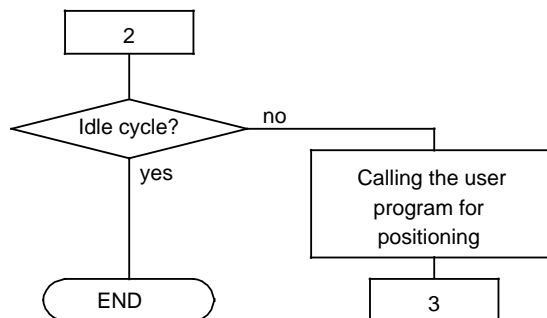 2
Idle cycle?
no
yes
Calling the user
program for
positioning
END
3